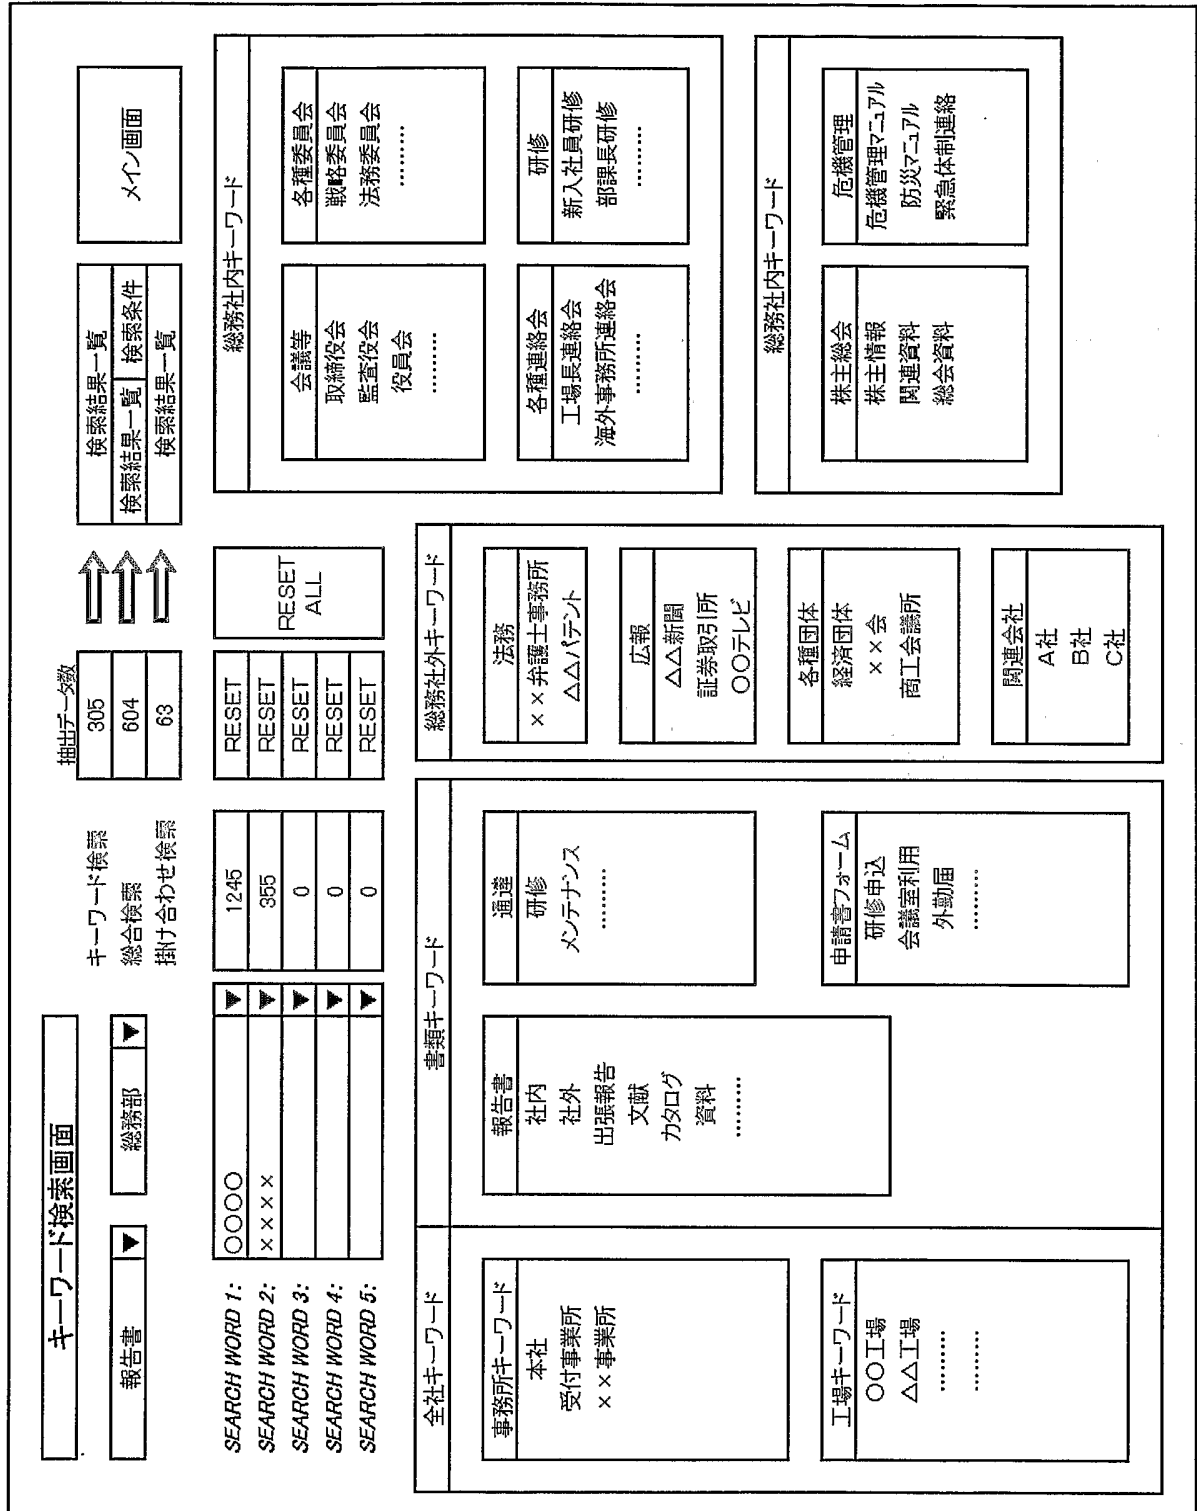 キーワード検索画面
報告書 ▼ 総務部 ▼
抽出データ数
キーワード検索 305 検索結果一覧
総合検索 604 検索結果一覧 検索条件
掛け合わせ検索 63 検索結果一覧
メイン画面
SEARCH WORD 1: ○○○○ ▼ 1245 RESET
SEARCH WORD 2: ×××× ▼ 355 RESET
SEARCH WORD 3: ▼ 0 RESET
SEARCH WORD 4: ▼ 0 RESET
SEARCH WORD 5: ▼ 0 RESET
RESET
ALL
全社キーワード
事務所キーワード
本社
受付事業所
××事業所
工場キーワード
○○工場
△△工場
………
………
書類キーワード
報告書
社内
社外
出張報告
文献
カタログ
資料
………
通達
研修
メンテナンス
………
申請書フォーム
研修申込
会議室利用
外勤届
………
総務社外キーワード
法務
××弁護士事務所
△△パテント
広報
△△新聞
証券取引所
○○テレビ
各種団体
経済団体
××会
商工会議所
関連会社
A社
B社
C社
総務社内キーワード
会議等
取締役会
監査役会
役員会
………
各種委員会
戦略委員会
法務委員会
………
各種連絡会
工場長連絡会
海外事務所連絡会
………
研修
新入社員研修
部課長研修
………
総務社内キーワード
株主総会
株主情報
関連資料
総会資料
危機管理
危機管理マニュアル
防災マニュアル
緊急体制連絡